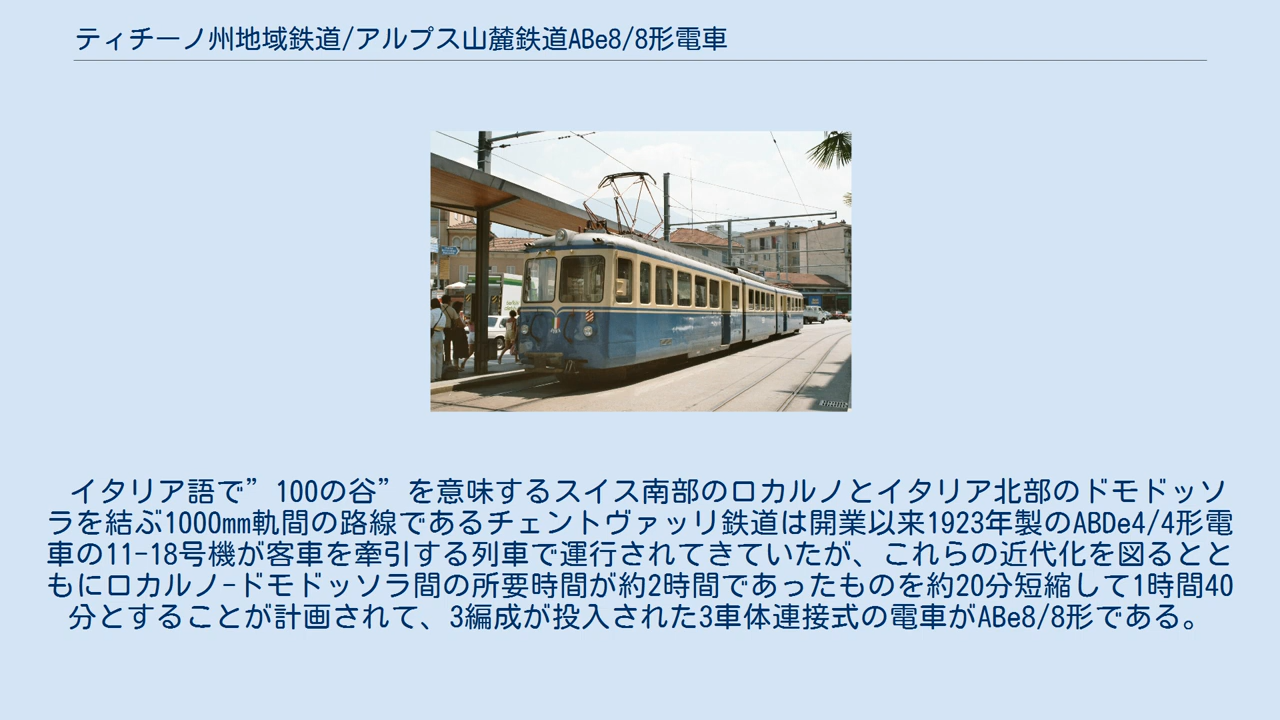 ティチーノ州地域鉄道/アルプス山麓鉄道ABe8/8形電車
イタリア語で”100の谷”を意味するスイス南部のロカルノとイタリア北部のドモドッソ
ラを結ぶ1000mm軌間の路線であるチェントヴァッリ鉄道は開業以来1923年製のABDe4/4形電
車の11-18号機が客車を牽引する列車で運行されてきていたが、これらの近代化を図るとと
もにロカルノ-ドモドッソラ間の所要時間が約2時間であったものを約20分短縮して1時間40
分とすることが計画されて、3編成が投入された3車体連接式の電車がABe8/8形である。